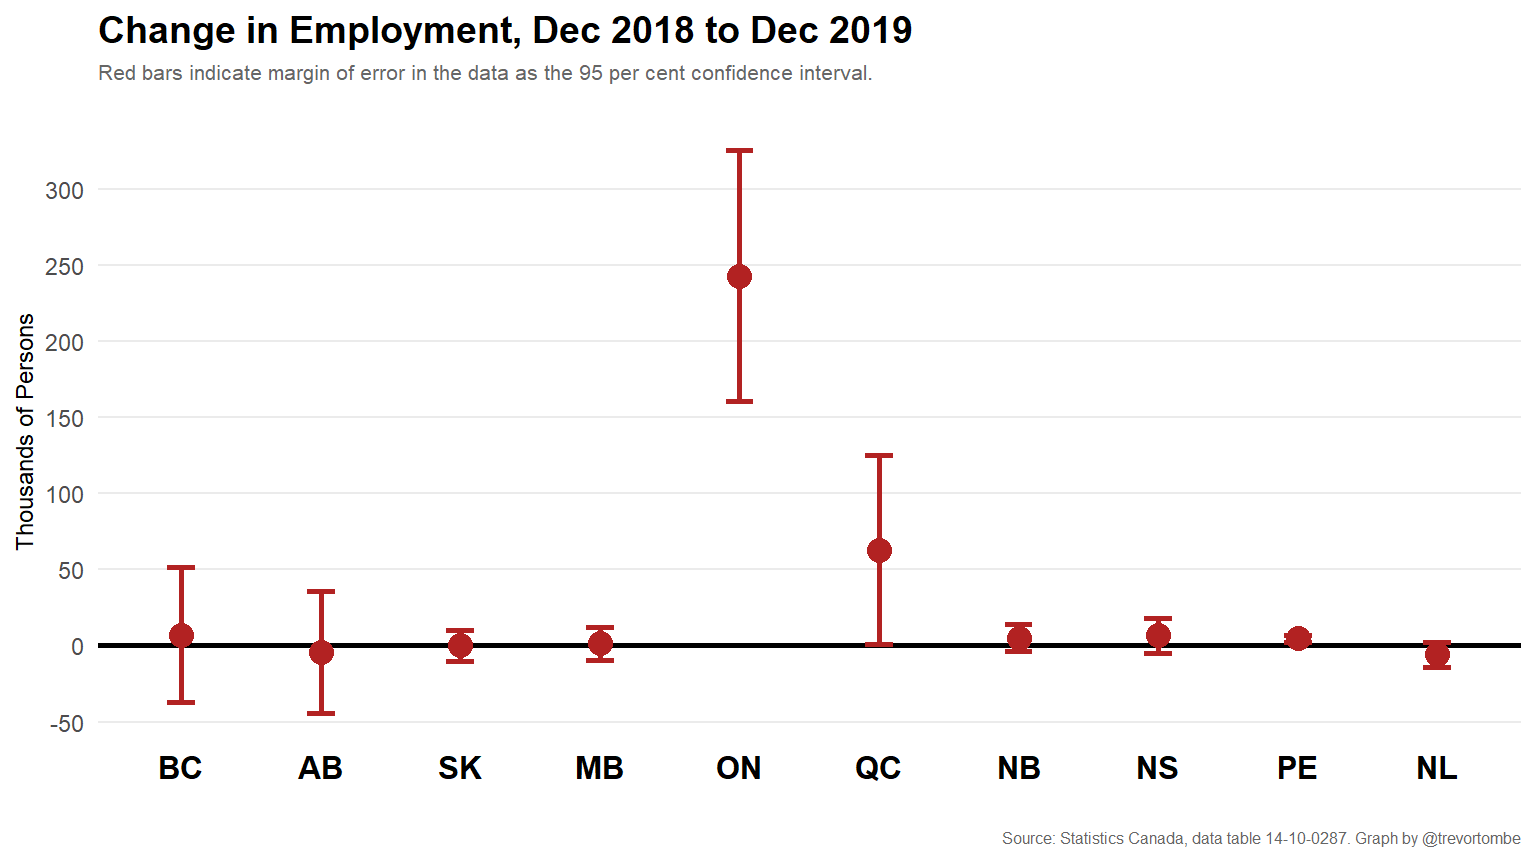 Change in Employment, Dec 2018 to Dec 2019
Red bars indicate margin of error in the data as the 95 per cent confidence interval.
Thousands of Persons
300
250
200
150
100
50
0
-50
BC AB SK MB ON QC NB NS PE NL
Source: Statistics Canada, data table 14-10-0287. Graph by @trevortombe